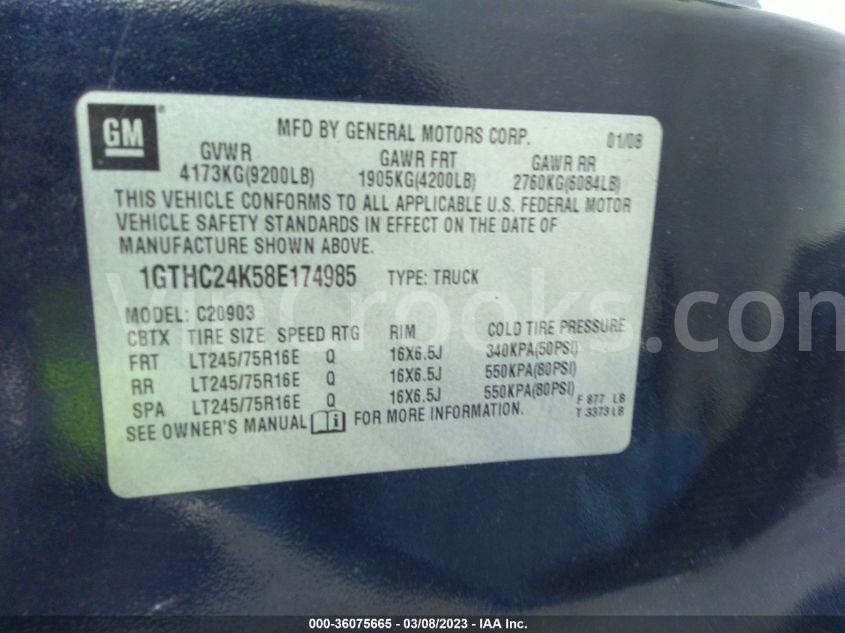 GM
MFD BY GENERAL MOTORS CORP. 01/08
GVWR GAWR FRT GAWR RR
4173KG(9200LB) 1905KG(4200LB) 2760KG(6084LB)
THIS VEHICLE CONFORMS TO ALL APPLICABLE U.S. FEDERAL MOTOR
VEHICLE SAFETY STANDARDS IN EFFECT ON THE DATE OF
MANUFACTURE SHOWN ABOVE.
1GTHC24K58E174985 TYPE: TRUCK
MODEL: C20903
CBTX TIRE SIZE SPEED RTG RIM COLD TIRE PRESSURE
FRT LT245/75R16E Q 16X6.5J 340KPA(50PSI)
RR LT245/75R16E Q 16X6.5J 550KPA(80PSI)
SPA LT245/75R16E Q 16X6.5J 550KPA(80PSI)
F 877 LB
T 3373 LB
SEE OWNER'S MANUAL FOR MORE INFORMATION.
VinCrooks.com
000-36075665 - 03/08/2023 - IAA Inc.